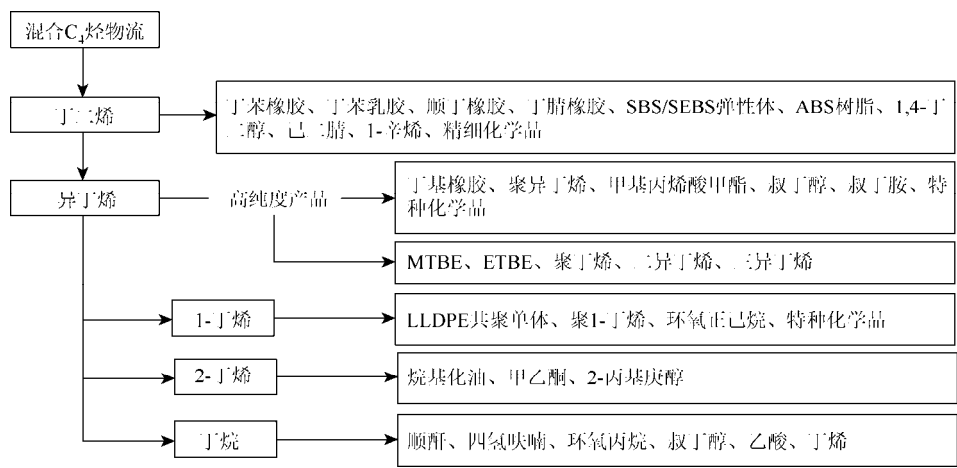 混合C4烃物流
丁二烯
丁苯橡胶、丁苯乳胶、顺丁橡胶、丁腈橡胶、SBS/SEBS弹性体、ABS树脂、1,4-丁
二醇、己二腈、1-辛烯、精细化学品
异丁烯
高纯度产品
丁基橡胶、聚异丁烯、甲基丙烯酸甲酯、叔丁醇、叔丁胺、特
种化学品
MTBE、ETBE、聚丁烯、二异丁烯、三异丁烯
1-丁烯
LLDPE共聚单体、聚1-丁烯、环氧正己烷、特种化学品
2-丁烯
烷基化油、甲乙酮、2-丙基庚醇
丁烷
顺酐、四氢呋喃、环氧丙烷、叔丁醇、乙酸、丁烯